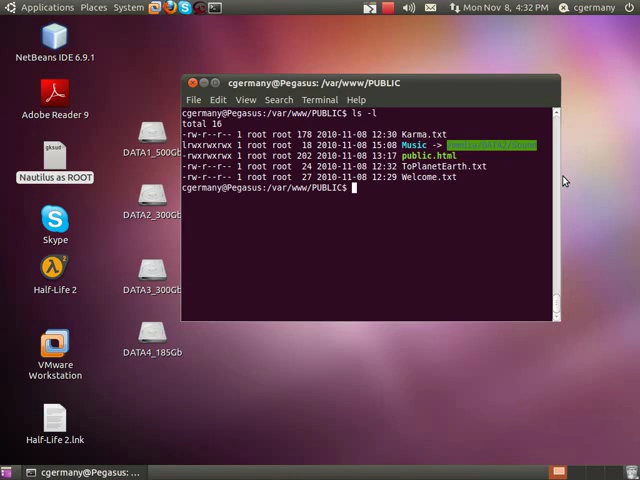 Applications Places System
Mon Nov 8, 4:32 PM cgermany
NetBeans IDE 6.9.1
Adobe Reader 9
gksu
Nautilus as ROOT
Skype
Half-Life 2
VMware
Workstation
Half-Life 2.lnk
DATA1_500Gb
DATA2_300Gb
DATA3_300Gb
DATA4_185Gb
cgermany@Pegasus: /var/www/PUBLIC
File Edit View Search Terminal Help
cgermany@Pegasus:/var/www/PUBLIC$ ls -l
total 16
-rw-r--r-- 1 root root 178 2010-11-08 12:30 Karma.txt
lrwxrwxrwx 1 root root 18 2010-11-08 15:08 Music -> /media/DATA2/Sound
-rwxrwxrwx 1 root root 202 2010-11-08 13:17 public.html
-rw-r--r-- 1 root root 24 2010-11-08 12:32 ToPlanetEarth.txt
-rw-r--r-- 1 root root 27 2010-11-08 12:29 Welcome.txt
cgermany@Pegasus:/var/www/PUBLIC$
cgermany@Pegasus: ...